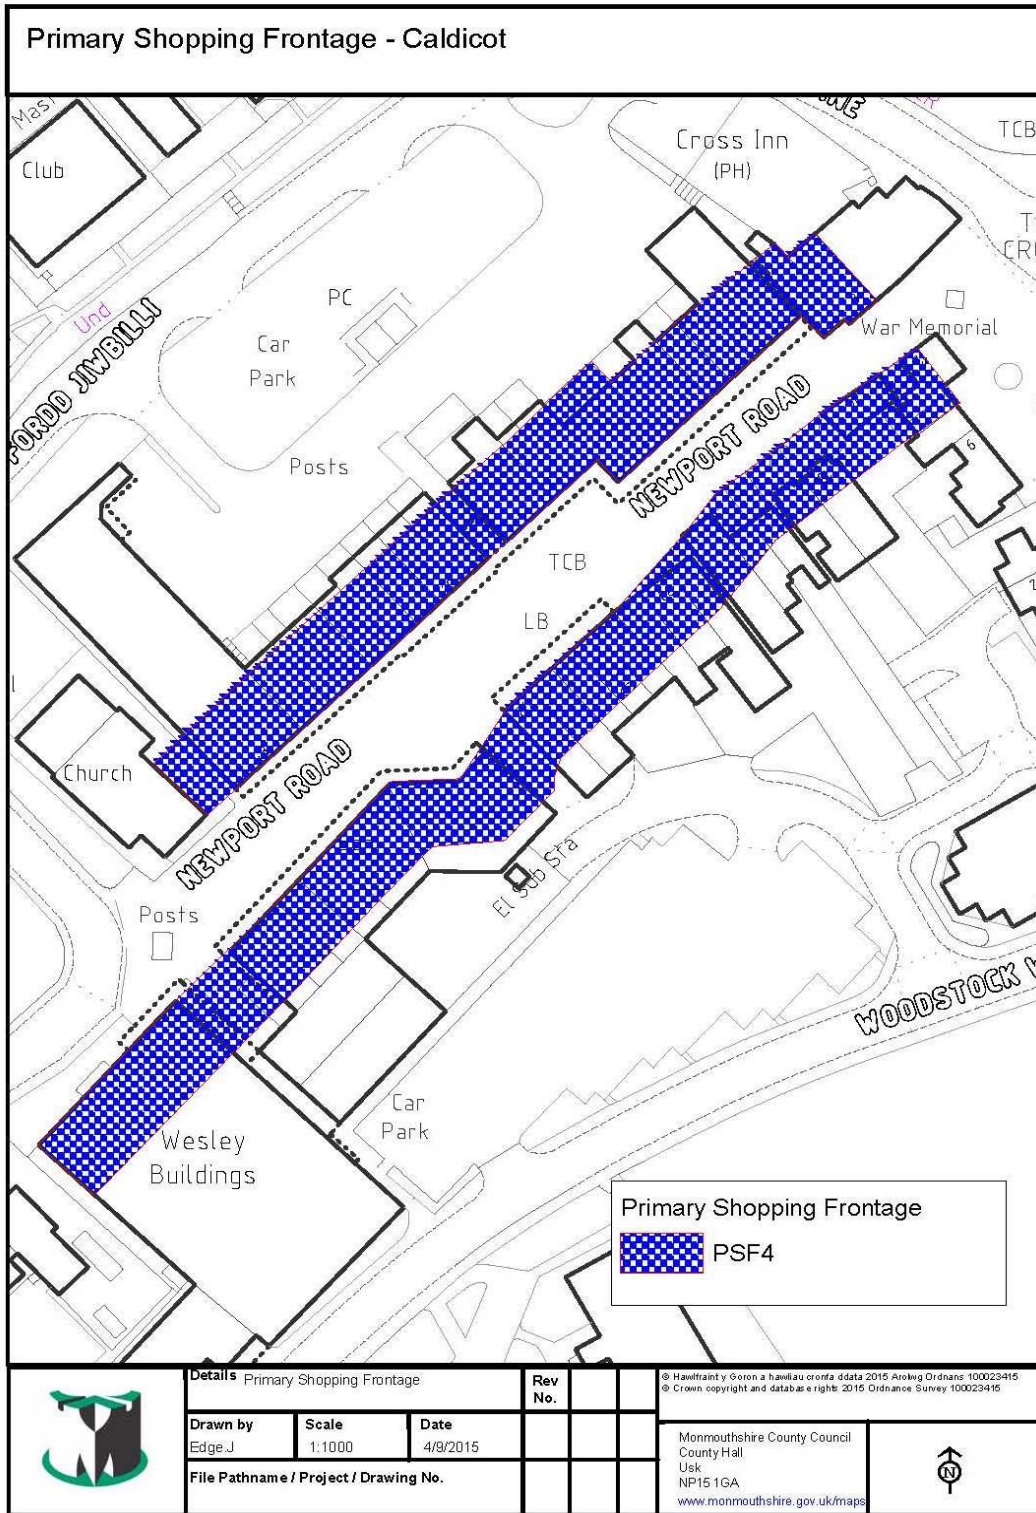 Primary Shopping Frontage - Caldicot
Club
Cross Inn
(PH)
TCB
PC
Und
Car
Park
FORDD JIWBILI
War Memorial
Posts
NEWPORT ROAD
6
TCB
LB
Church
NEWPORT ROAD
Posts
El Sub Sta
WOODSTOCK
Car
Park
Wesley
Buildings
Primary Shopping Frontage
PSF4
Details Primary Shopping Frontage
Rev
No.
Drawn by
Edge.J
Scale
1:1000
Date
4/9/2015
File Pathname / Project / Drawing No.
© Hawlfraint y Goron a hawliau cronfa ddata 2015 Arolwg Ordnans 100023415
© Crown copyright and database rights 2015 Ordnance Survey 100023415
Monmouthshire County Council
County Hall
Usk
NP15 1GA
www.monmouthshire.gov.uk/maps
N